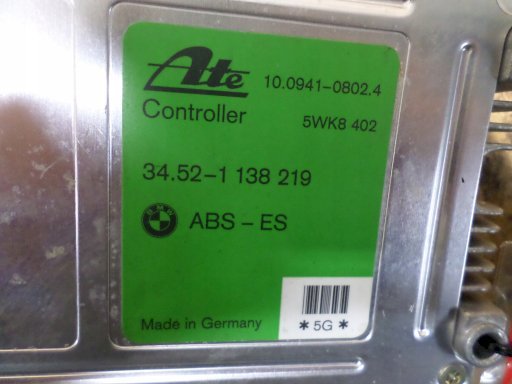 Ate
10.0941-0802.4
Controller
5WK8 402
34.52-1 138 219
BMW
ABS - ES
Made in Germany
* 5G *